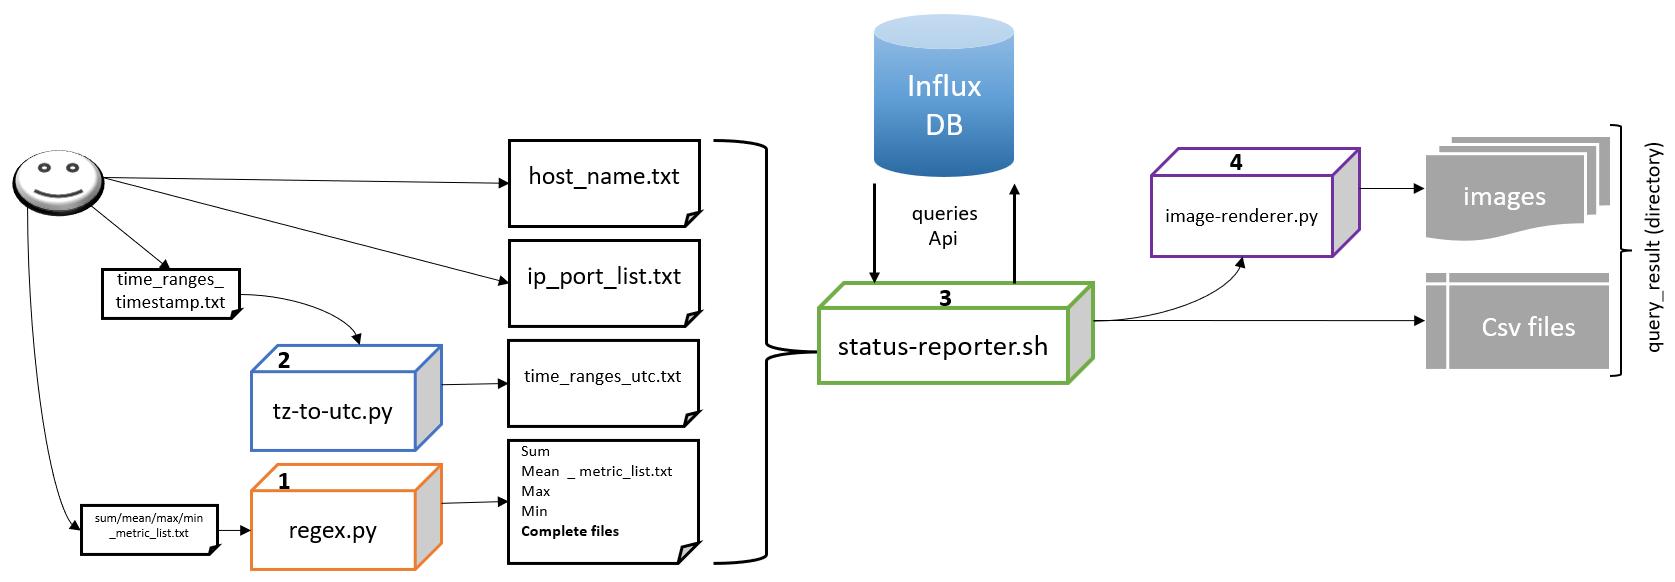 Influx
DB
queries
Api
host_name.txt
ip_port_list.txt
time_ranges_
timestamp.txt
2
tz-to-utc.py
time_ranges_utc.txt
1
regex.py
sum/mean/max/min
_metric_list.txt
Sum
Mean _ metric_list.txt
Max
Min
Complete files
3
status-reporter.sh
4
image-renderer.py
images
Csv files
query_result (directory)